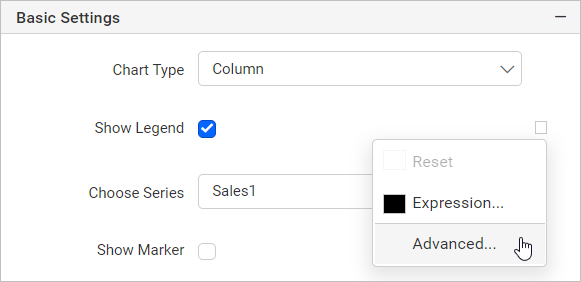 Basic Settings
Chart Type Column
Show Legend
Reset
Choose Series Sales1
Expression...
Advanced...
Show Marker